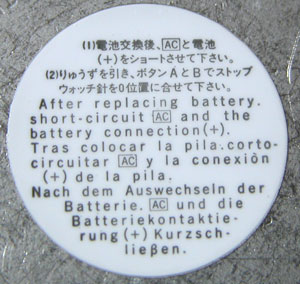 (1)電池交換後、ACと電池
(+)をショートさせて下さい。
(2)りゅうずを引き、ボタンAとBでストップ
ウォッチ針を0位置に合せて下さい。
After replacing battery.
short-circuit AC and the
battery connection(+).
Tras colocar la pila.corto-
circuitar AC y la conexión
(+) de la pila.
Nach dem Auswechseln der
Batterie. AC und die
Batteriekontaktie-
rung (+) Kurzsch-
ließen.